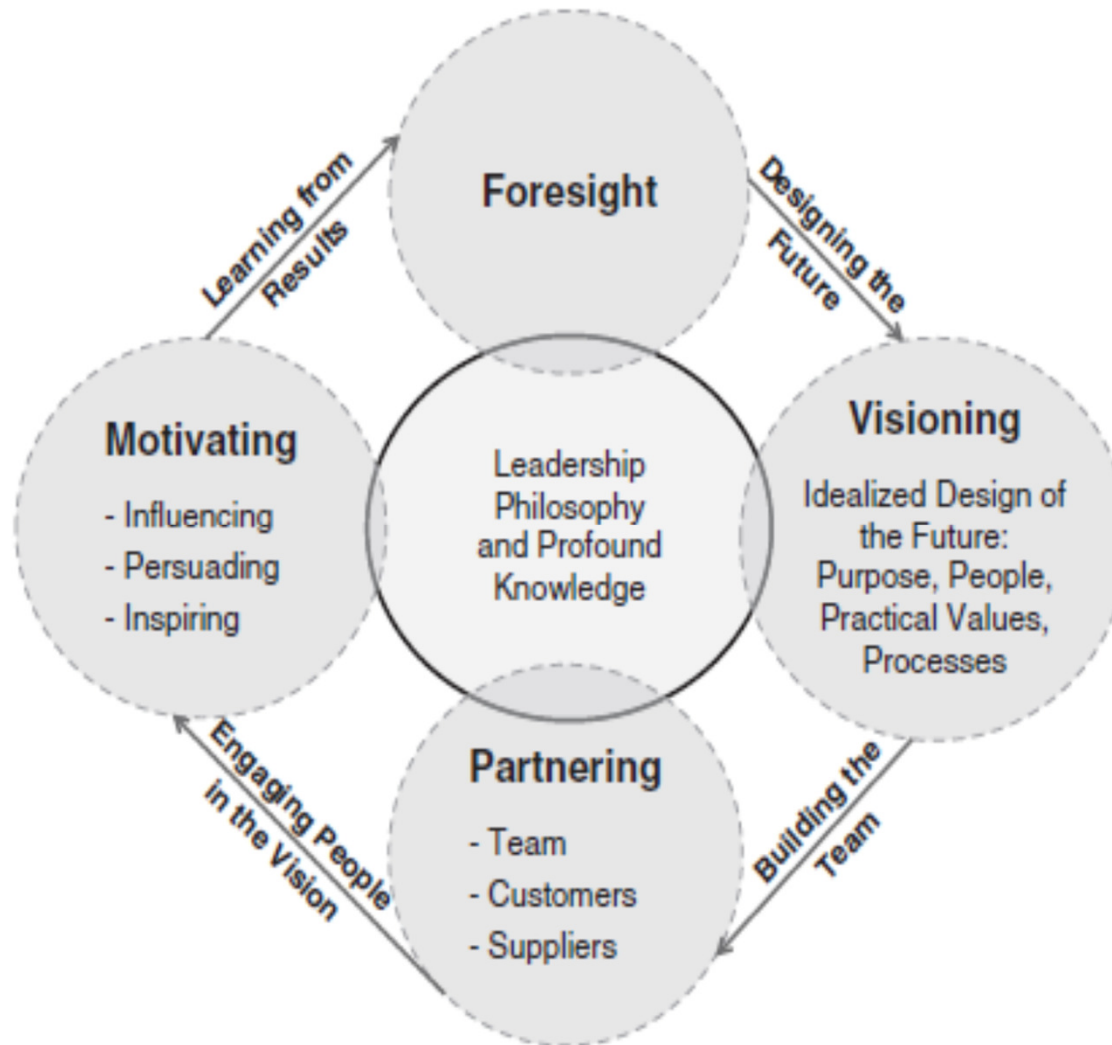 Foresight
Designing the
Future
Visioning
Idealized Design of
the Future:
Purpose, People,
Practical Values,
Processes
Building the
Team
Partnering
- Team
- Customers
- Suppliers
Engaging People
in the Vision
Motivating
- Influencing
- Persuading
- Inspiring
Learning from
Results
Leadership
Philosophy
and Profound
Knowledge